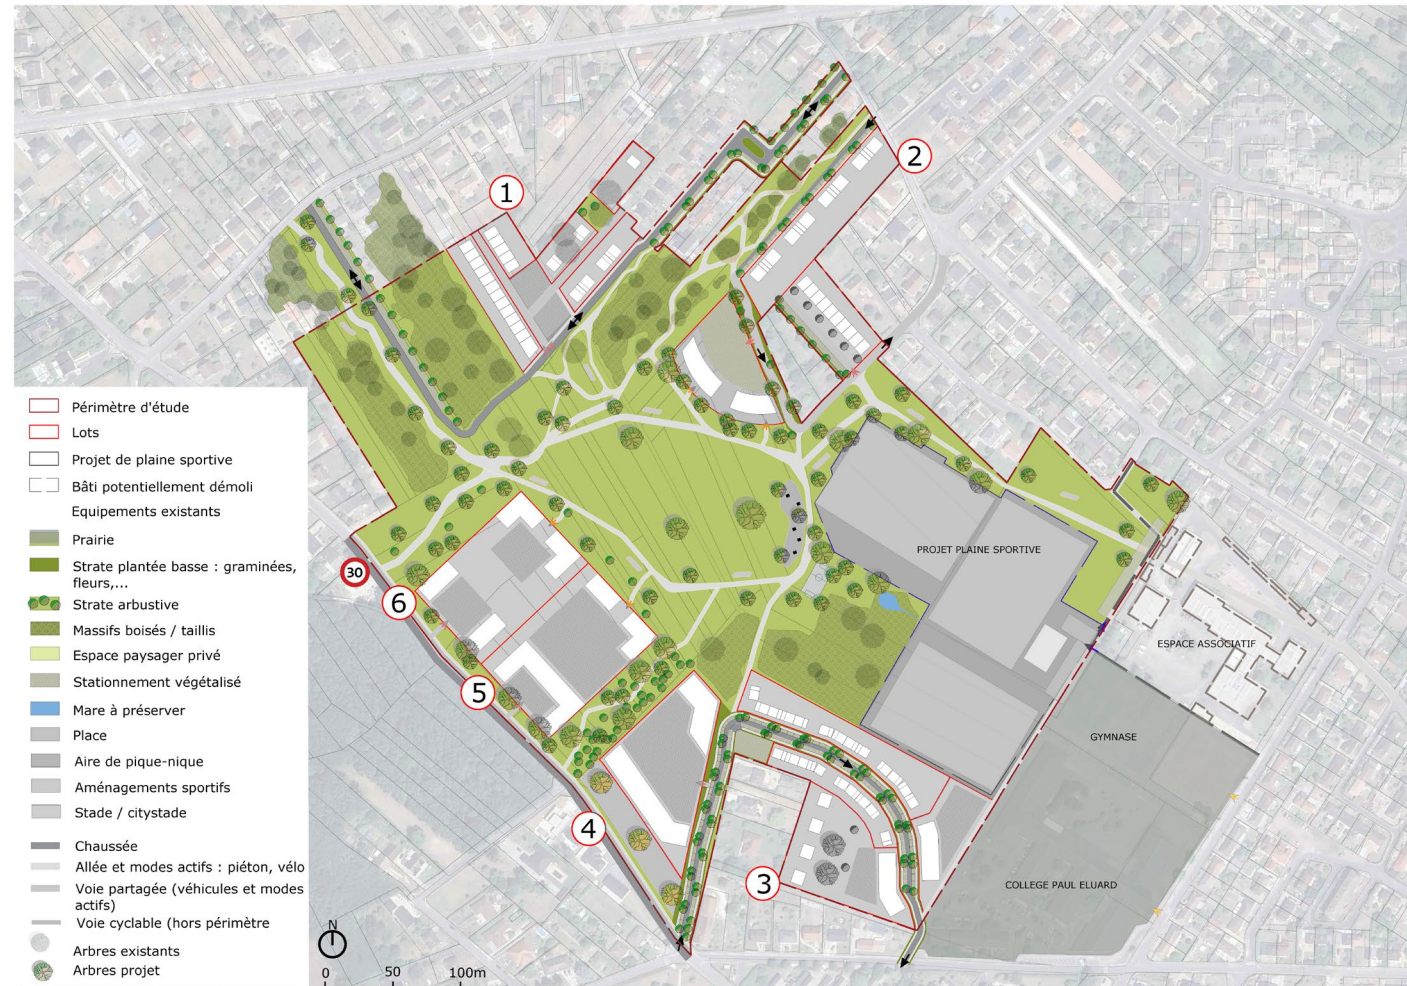 1
2
PROJET PLAINE SPORTIVE
30
6
5
4
3
ESPACE ASSOCIATIF
GYMNASE
COLLEGE PAUL ELUARD
Périmètre d'étude
Lots
Projet de plaine sportive
Bâti potentiellement démoli
Equipements existants
Prairie
Strate plantée basse : graminées,
fleurs,...
Strate arbustive
Massifs boisés / taillis
Espace paysager privé
Stationnement végétalisé
Mare à préserver
Place
Aire de pique-nique
Aménagements sportifs
Stade / citystade
Chaussée
Allée et modes actifs : piéton, vélo
Voie partagée (véhicules et modes
actifs)
Voie cyclable (hors périmètre
Arbres existants
Arbres projet
N
0 50 100m